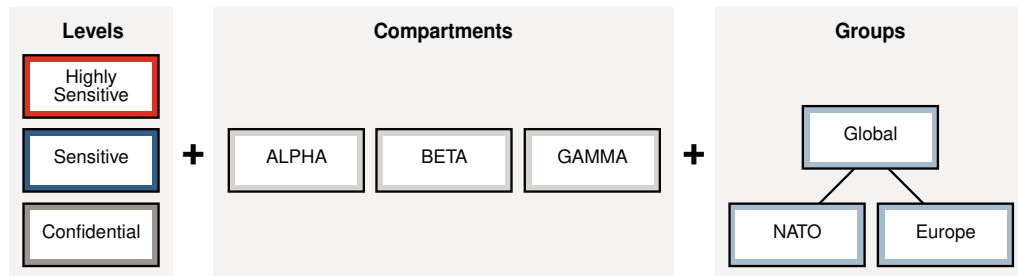 Levels
Highly
Sensitive
Sensitive
Confidential
+
Compartments
ALPHA
BETA
GAMMA
+
Groups
Global
NATO
Europe